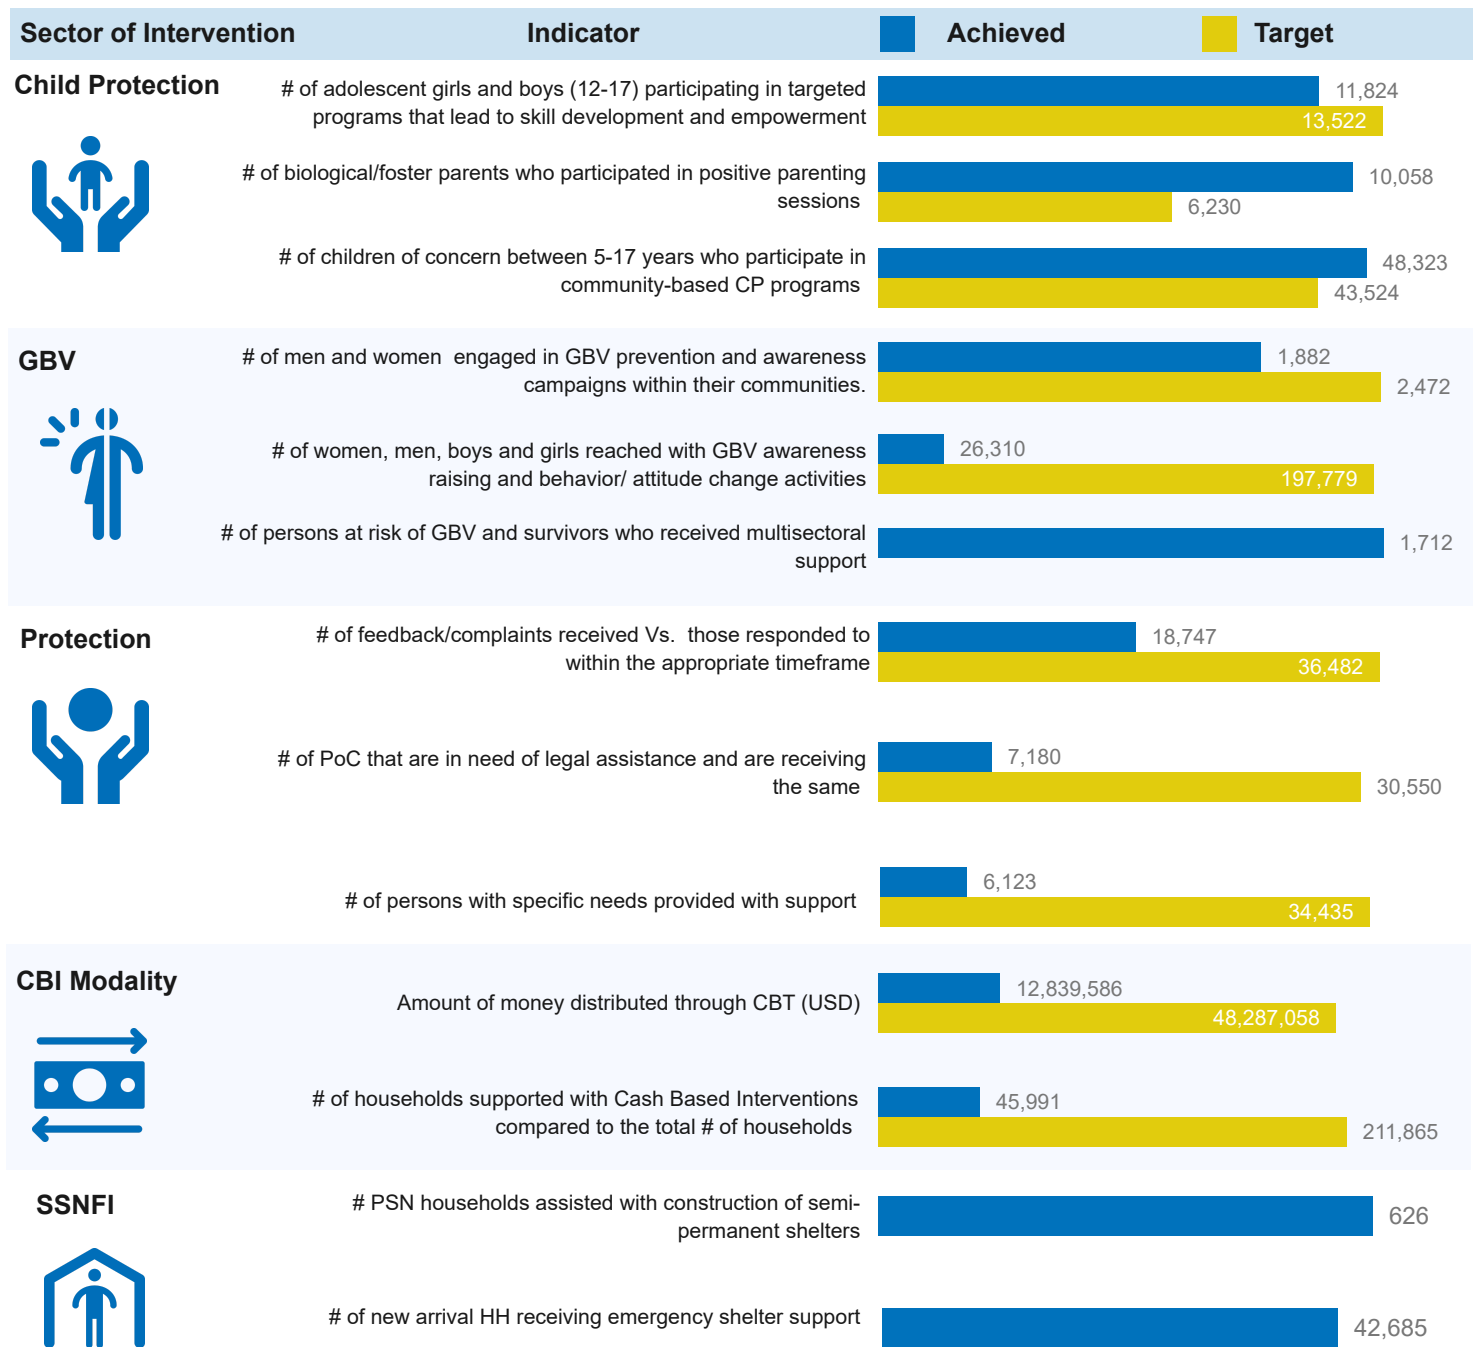 Sector of Intervention Indicator Achieved Target
Child Protection
# of adolescent girls and boys (12-17) participating in targeted
programs that lead to skill development and empowerment
11,824
13,522
# of biological/foster parents who participated in positive parenting
sessions
10,058
6,230
# of children of concern between 5-17 years who participate in
community-based CP programs
48,323
43,524
GBV
# of men and women engaged in GBV prevention and awareness
campaigns within their communities.
1,882
2,472
# of women, men, boys and girls reached with GBV awareness
raising and behavior/ attitude change activities
26,310
197,779
# of persons at risk of GBV and survivors who received multisectoral
support
1,712
Protection
# of feedback/complaints received Vs. those responded to
within the appropriate timeframe
18,747
36,482
# of PoC that are in need of legal assistance and are receiving
the same
7,180
30,550
# of persons with specific needs provided with support
6,123
34,435
CBI Modality
Amount of money distributed through CBT (USD)
12,839,586
48,287,058
# of households supported with Cash Based Interventions
compared to the total # of households
45,991
211,865
SSNFI
# PSN households assisted with construction of semi-
permanent shelters
626
# of new arrival HH receiving emergency shelter support
42,685